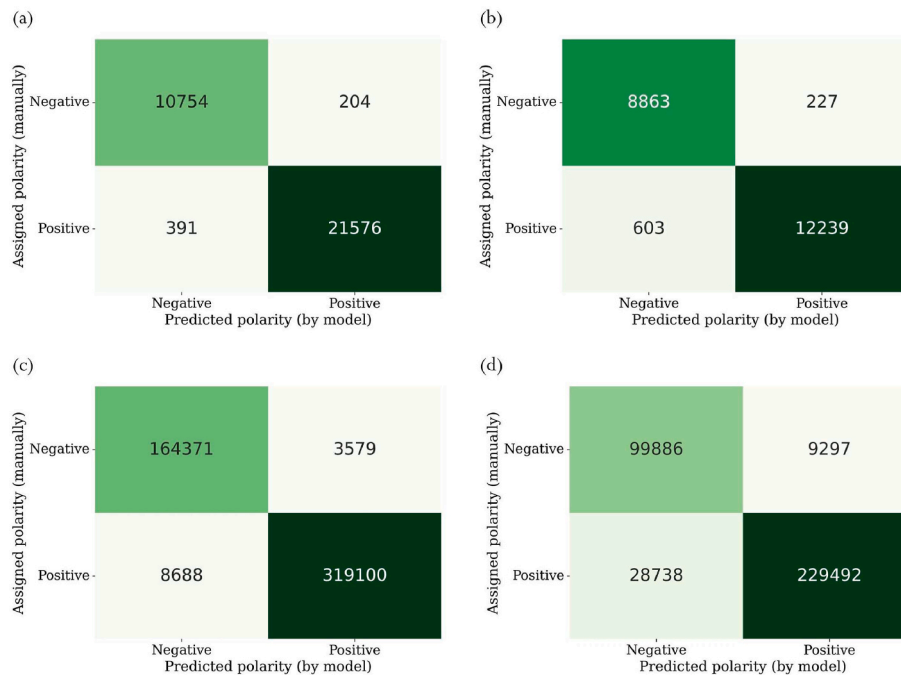 (a)
Assigned polarity (manually)
Negative
10754
204
Positive
391
21576
Negative
Positive
Predicted polarity (by model)
(b)
Assigned polarity (manually)
Negative
8863
227
Positive
603
12239
Negative
Positive
Predicted polarity (by model)
(c)
Assigned polarity (manually)
Negative
164371
3579
Positive
8688
319100
Negative
Positive
Predicted polarity (by model)
(d)
Assigned polarity (manually)
Negative
99886
9297
Positive
28738
229492
Negative
Positive
Predicted polarity (by model)